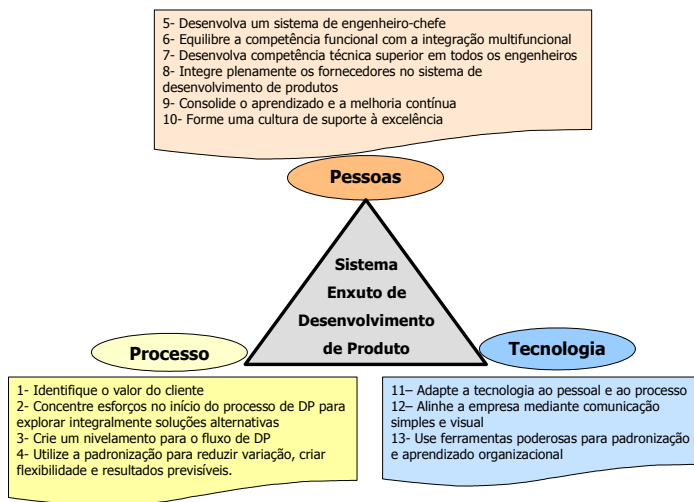 5- Desenvolva um sistema de engenheiro-chefe
6- Equilibre a competência funcional com a integração multifuncional
7- Desenvolva competência técnica superior em todos os engenheiros
8- Integre plenamente os fornecedores no sistema de
desenvolvimento de produtos
9- Consolide o aprendizado e a melhoria contínua
10- Forme uma cultura de suporte à excelência
Pessoas
Sistema
Enxuto de
Desenvolvimento
de Produto
Processo
Tecnologia
1- Identifique o valor do cliente
2- Concentre esforços no início do processo de DP para
explorar integralmente soluções alternativas
3- Crie um nivelamento para o fluxo de DP
4- Utilize a padronização para reduzir variação, criar
flexibilidade e resultados previsíveis.
11– Adapte a tecnologia ao pessoal e ao processo
12– Alinhe a empresa mediante comunicação
simples e visual
13- Use ferramentas poderosas para padronização
e aprendizado organizacional